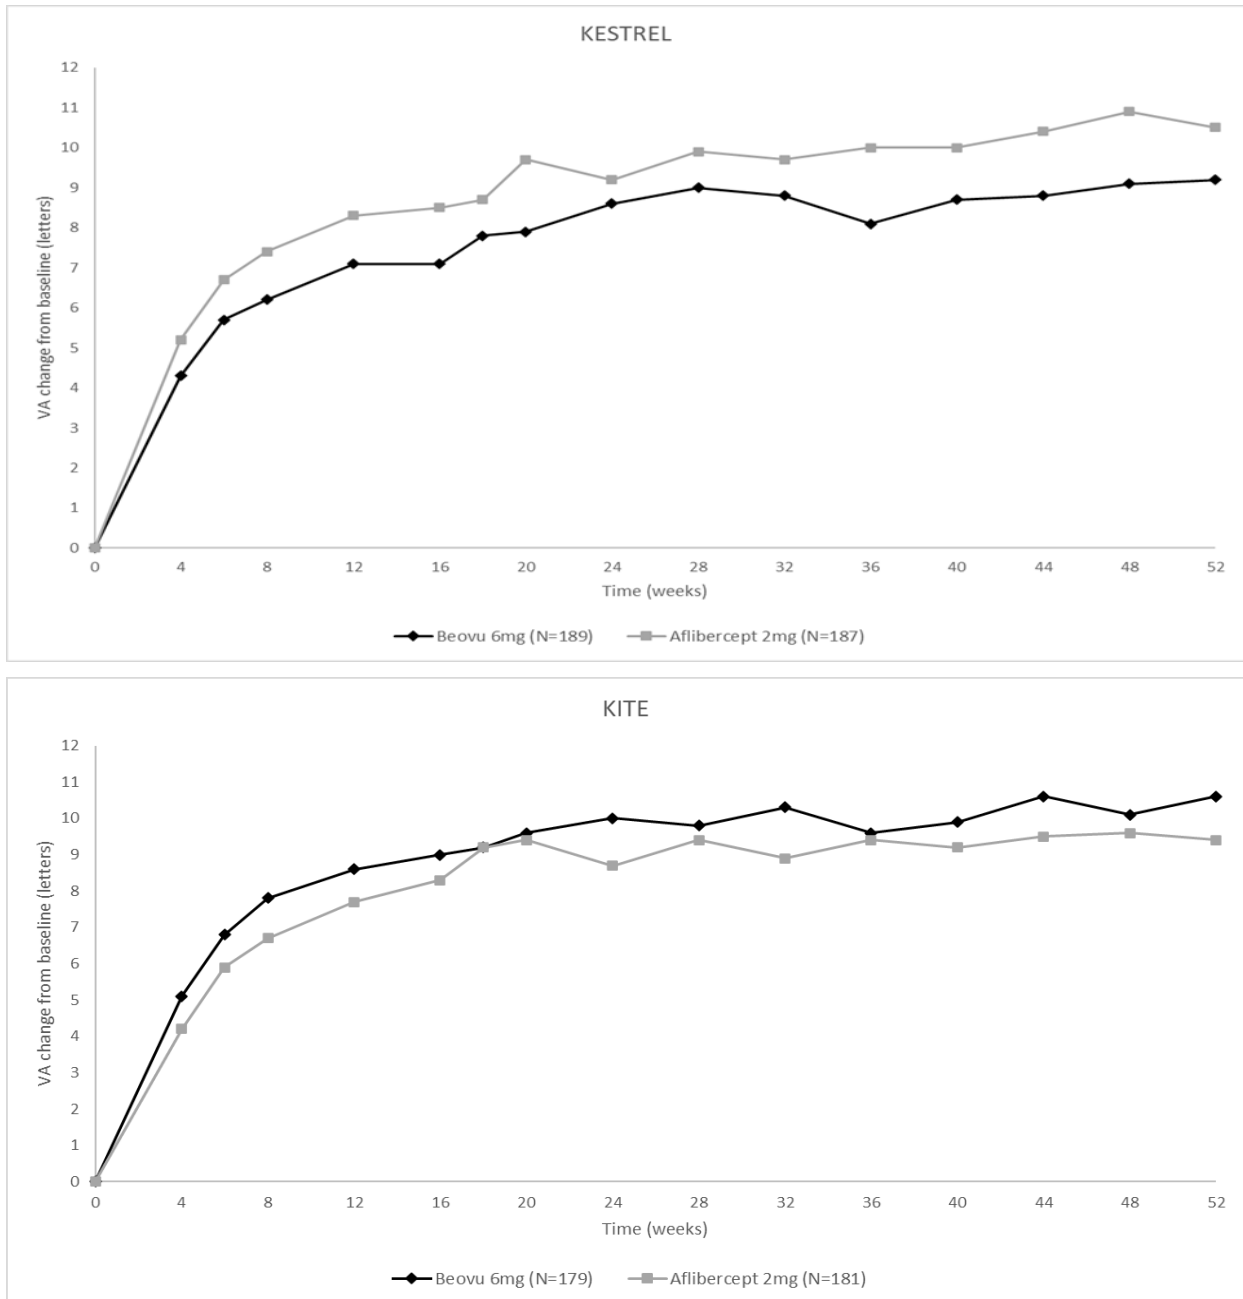 KESTREL
12
11
10
9
8
7
6
5
4
3
2
1
0
VA change from baseline (letters)
0 4 8 12 16 20 24 28 32 36 40 44 48 52
Time (weeks)
Beovu 6mg (N=189) Aflibercept 2mg (N=187)
KITE
12
11
10
9
8
7
6
5
4
3
2
1
0
VA change from baseline (letters)
0 4 8 12 16 20 24 28 32 36 40 44 48 52
Time (weeks)
Beovu 6mg (N=179) Aflibercept 2mg (N=181)